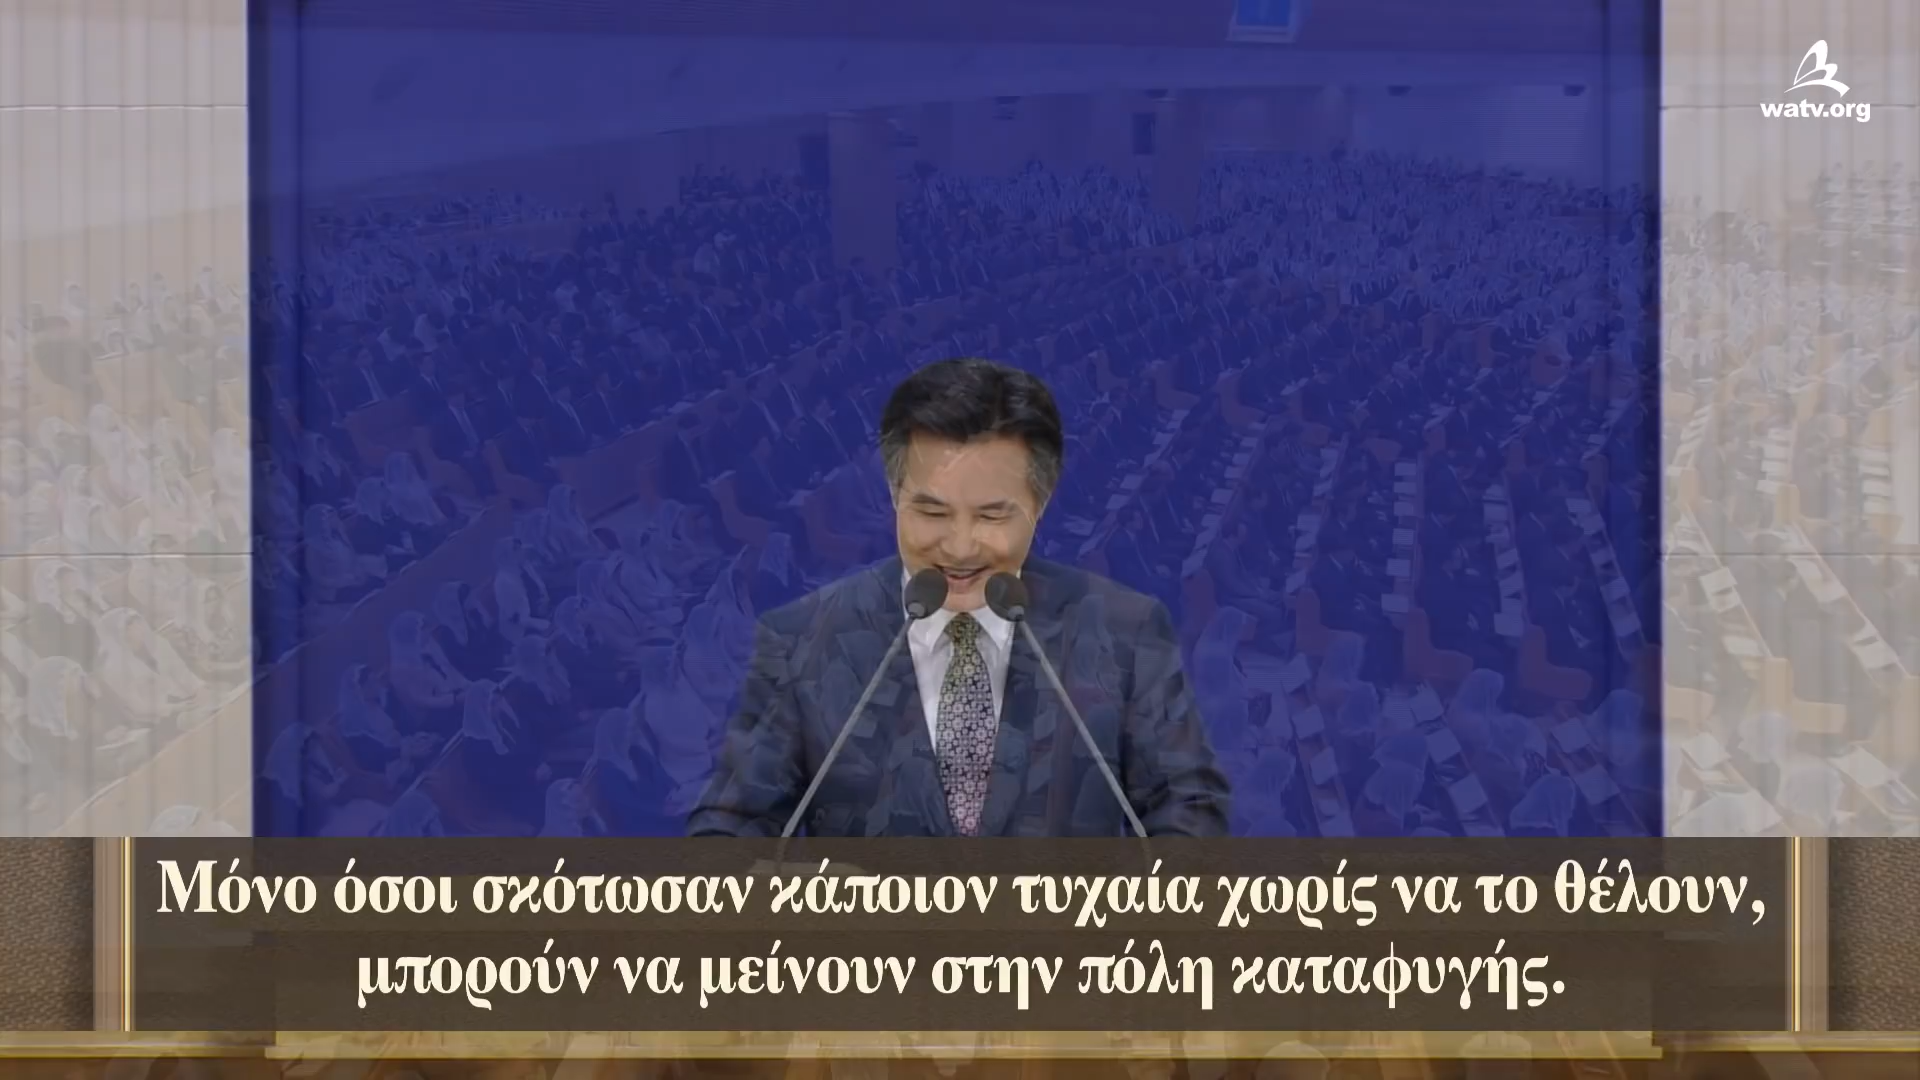 watv.org
Μόνο όσοι σκότωσαν κάποιον τυχαία χωρίς να το θέλουν,
μπορούν να μείνουν στην πόλη καταφυγής.